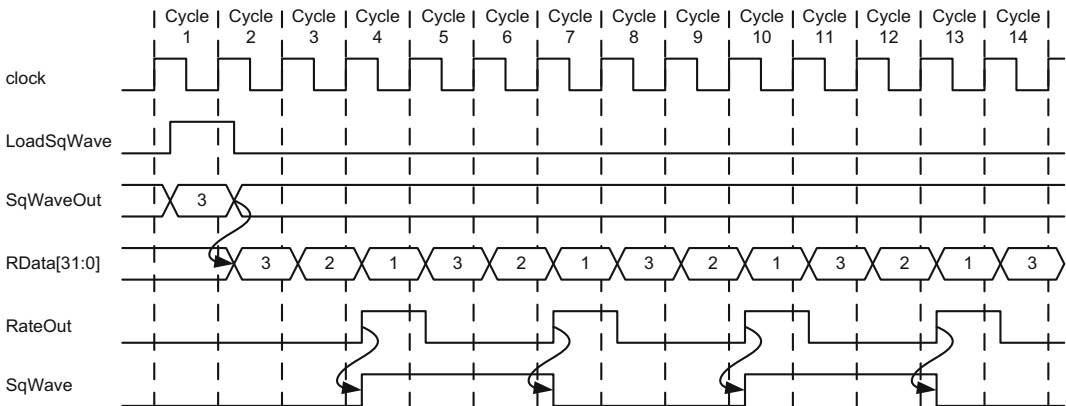 Cycle Cycle Cycle Cycle Cycle Cycle Cycle Cycle Cycle Cycle Cycle Cycle Cycle Cycle
1 2 3 4 5 6 7 8 9 10 11 12 13 14
clock
LoadSqWave
SqWaveOut 3
RData[31:0] 3 2 1 3 2 1 3 2 1 3 2 1 3
RateOut
SqWave